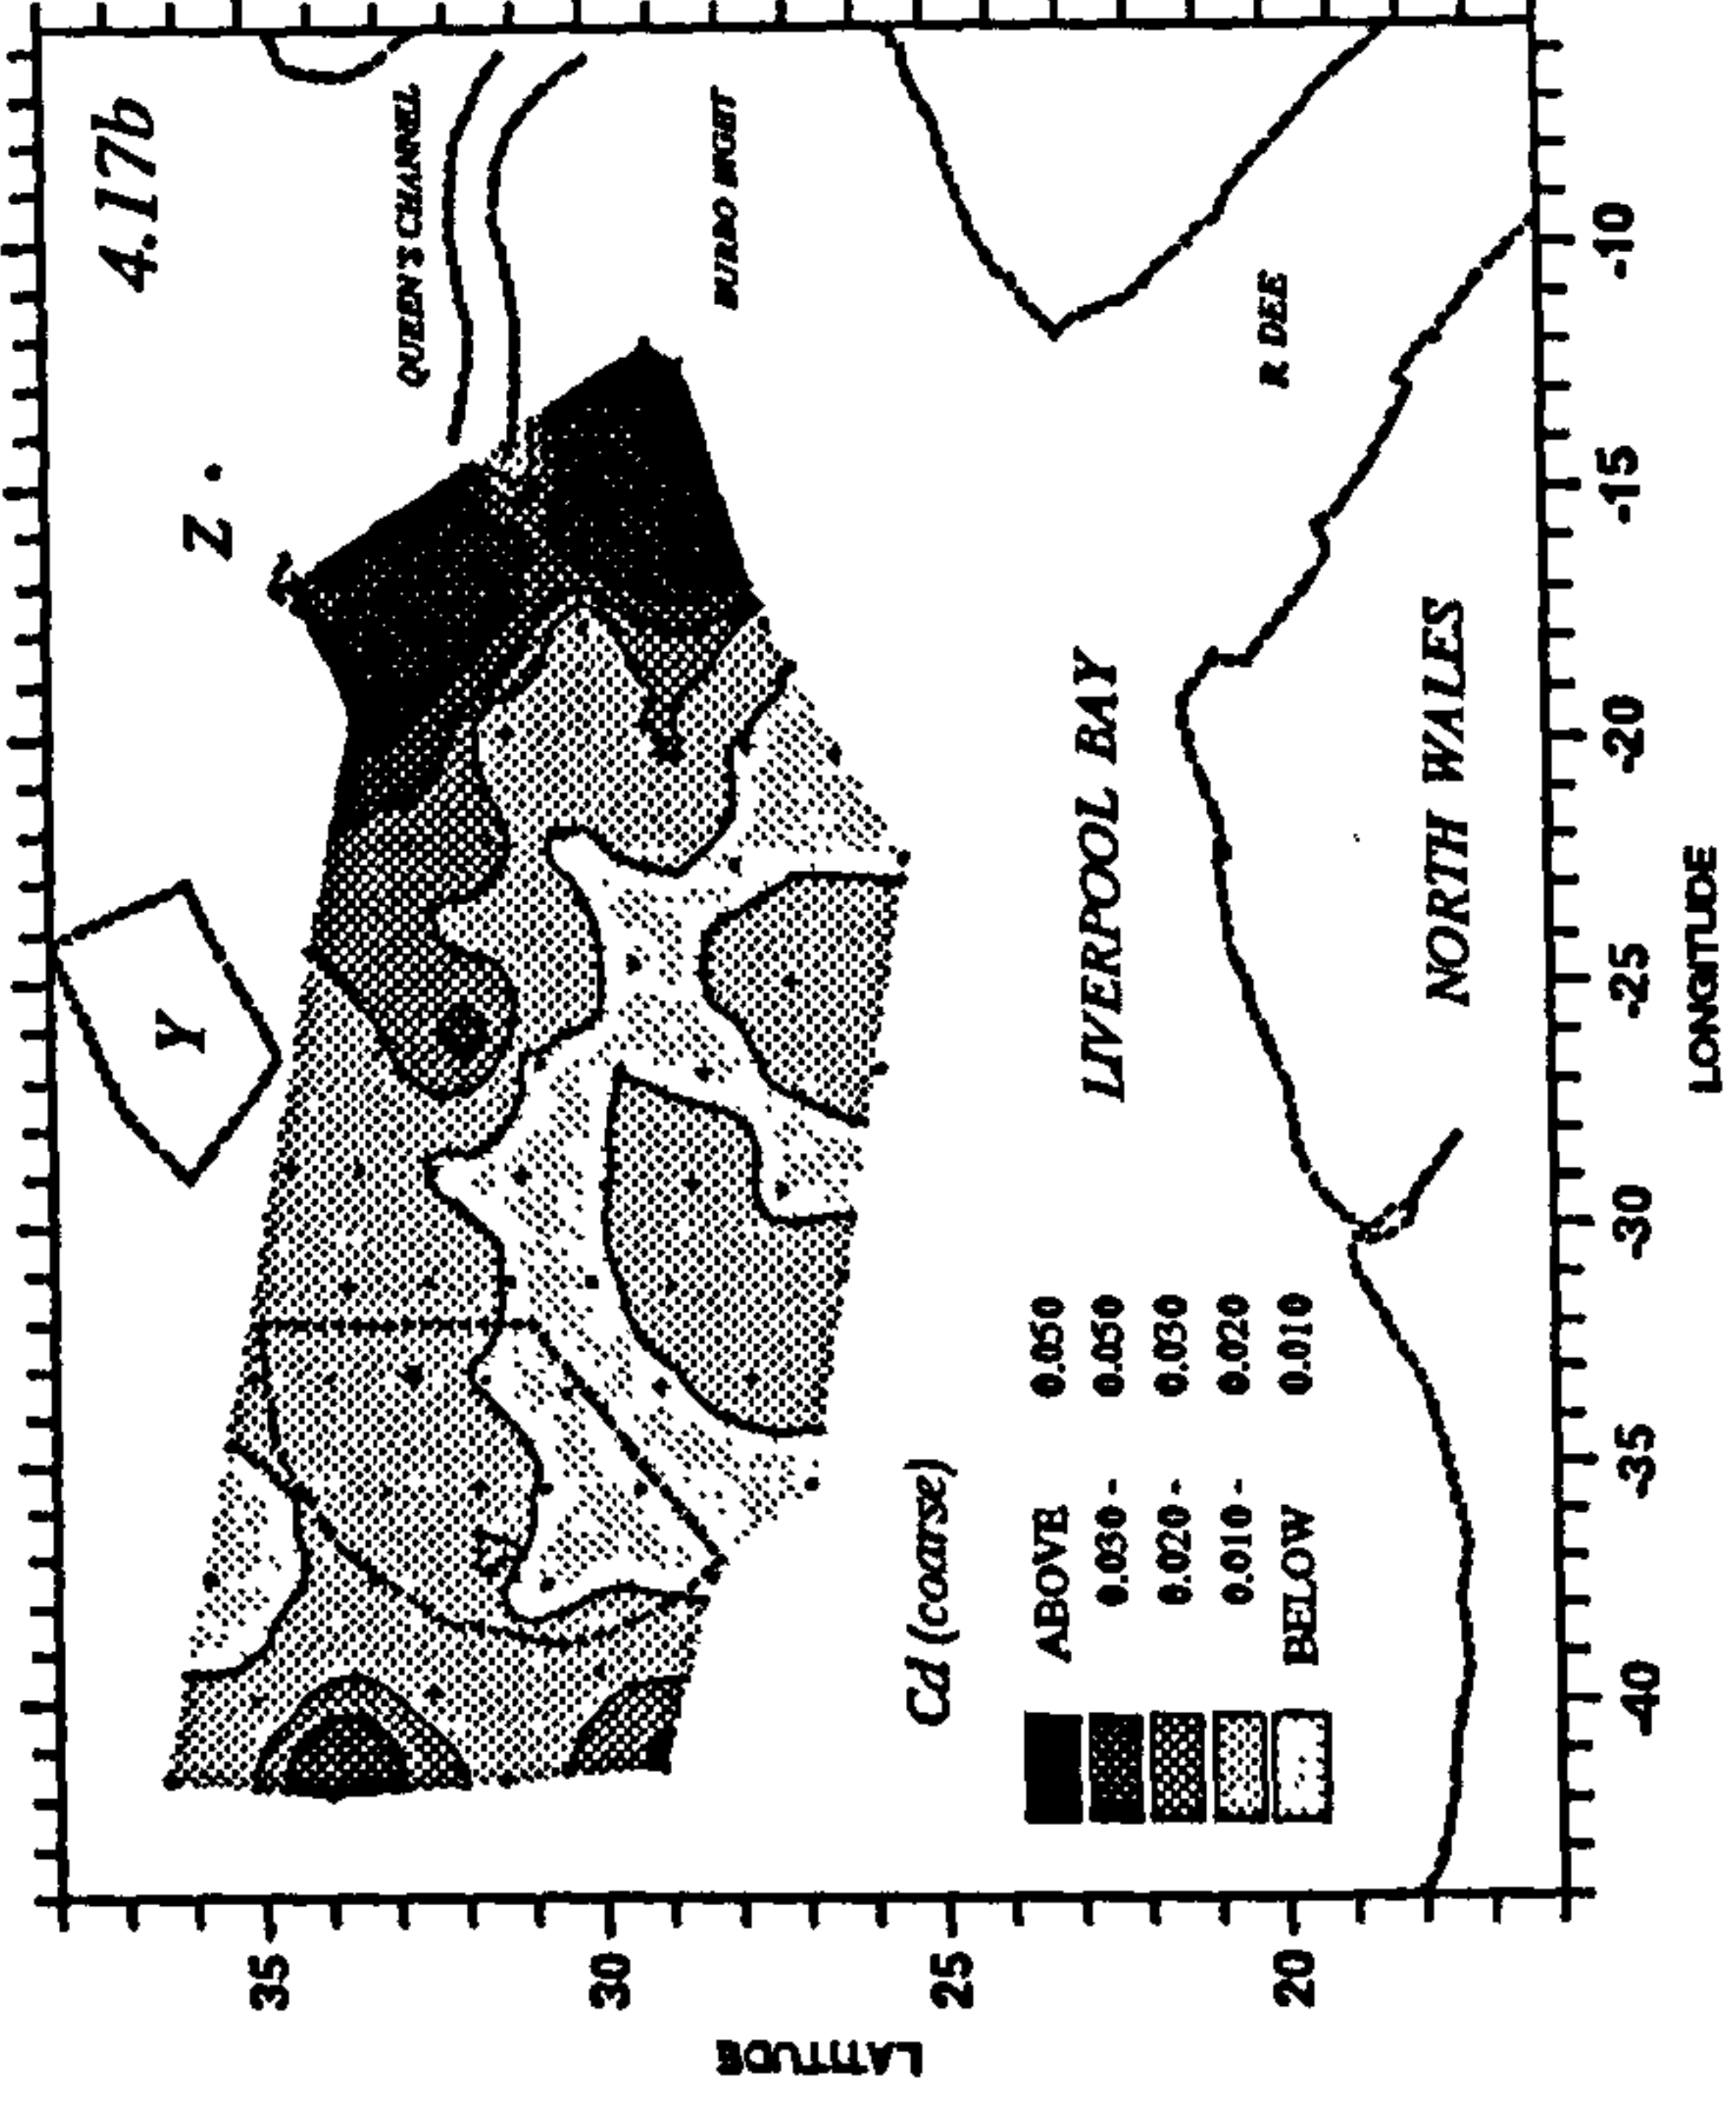 4.17b
Z
Y
QUEEN'S CHANNEL
BURBO BIGHT
R DEE
LIVERPOOL BAY
NORTH WALES
Cd (coarse)
ABOVE 0.050
0.030 - 0.050
0.020 - 0.030
0.010 - 0.020
BELOW 0.010
LATITUDE
35
30
25
20
-40
-35
-30
-25
-20
-15
-10
LONGITUDE